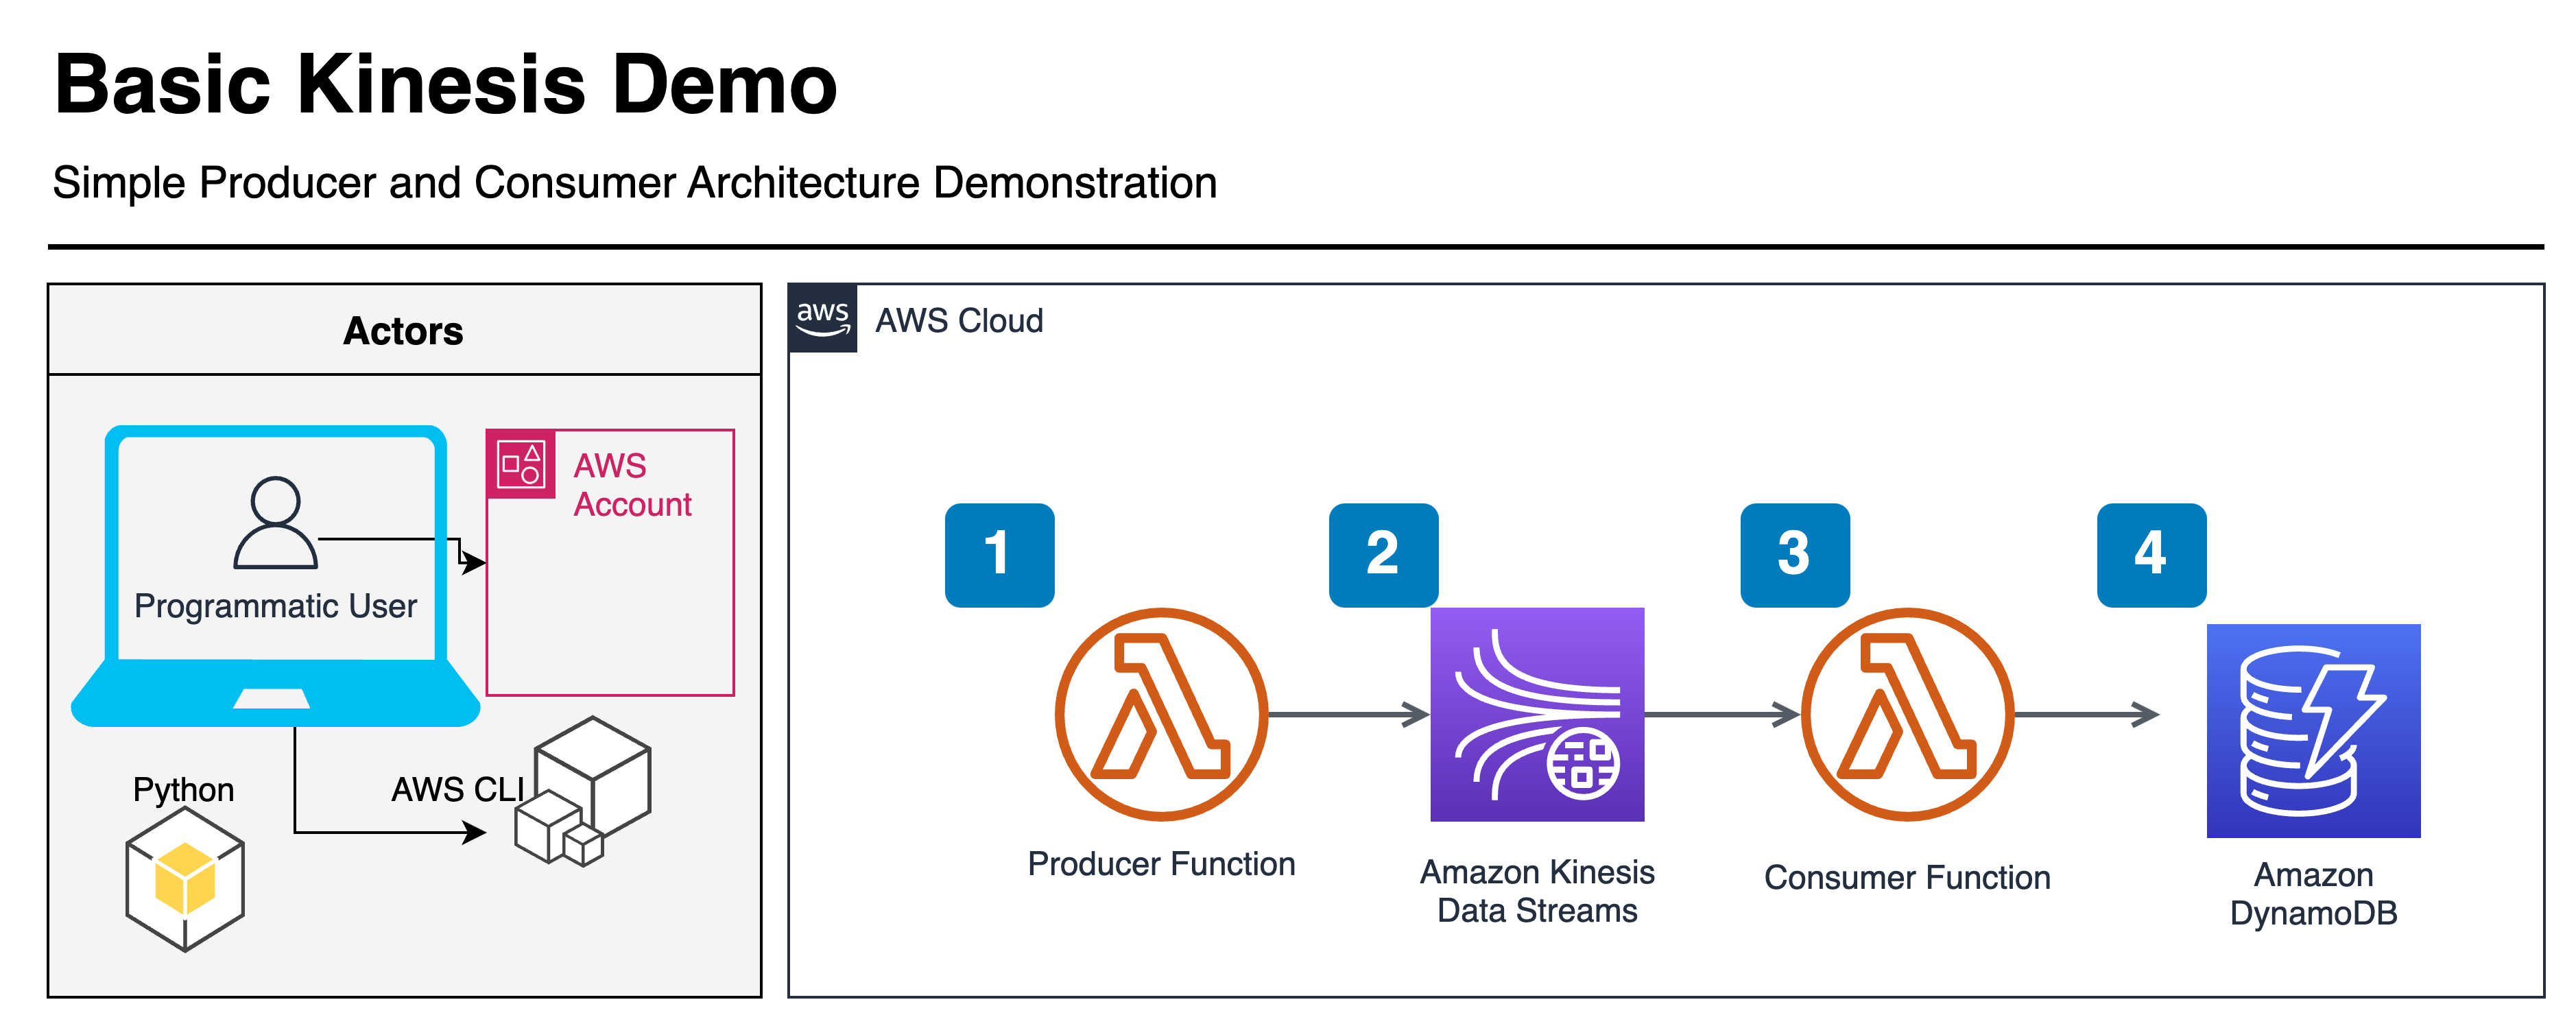 Basic Kinesis Demo
Simple Producer and Consumer Architecture Demonstration
Actors
Programmatic User
AWS
Account
Python
AWS CLI
aws
AWS Cloud
1
2
3
4
Producer Function
Amazon Kinesis
Data Streams
Consumer Function
Amazon
DynamoDB